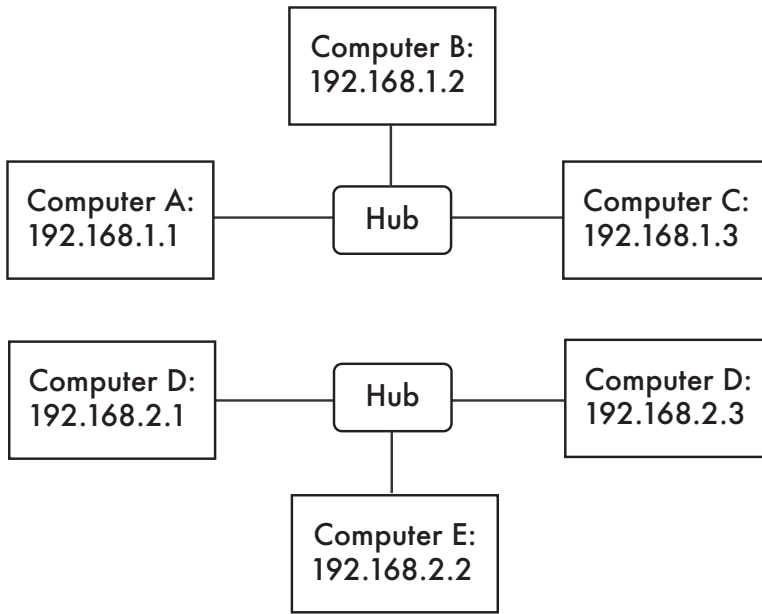 Computer B:
192.168.1.2
Computer A:
192.168.1.1
Hub
Computer C:
192.168.1.3
Computer D:
192.168.2.1
Hub
Computer D:
192.168.2.3
Computer E:
192.168.2.2